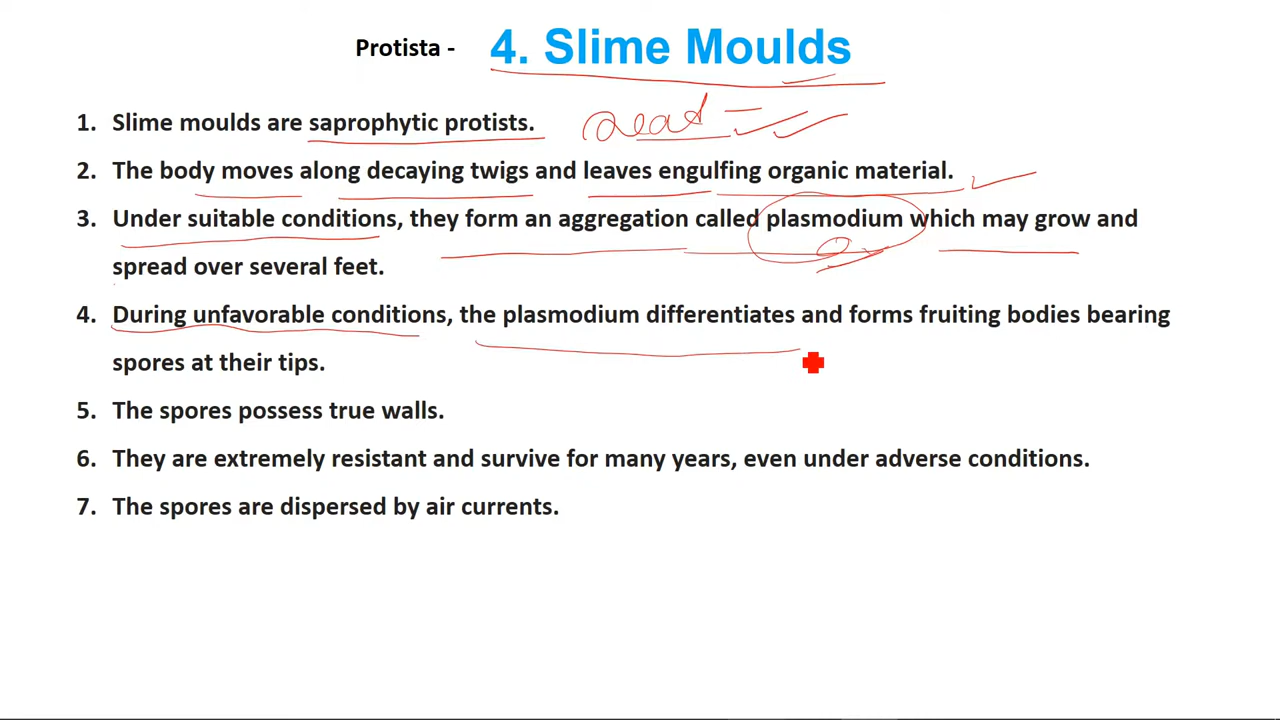 Protista - 4. Slime Moulds
1. Slime moulds are saprophytic protists. dead
2. The body moves along decaying twigs and leaves engulfing organic material.
3. Under suitable conditions, they form an aggregation called plasmodium which may grow and
spread over several feet.
4. During unfavorable conditions, the plasmodium differentiates and forms fruiting bodies bearing
spores at their tips.
5. The spores possess true walls.
6. They are extremely resistant and survive for many years, even under adverse conditions.
7. The spores are dispersed by air currents.